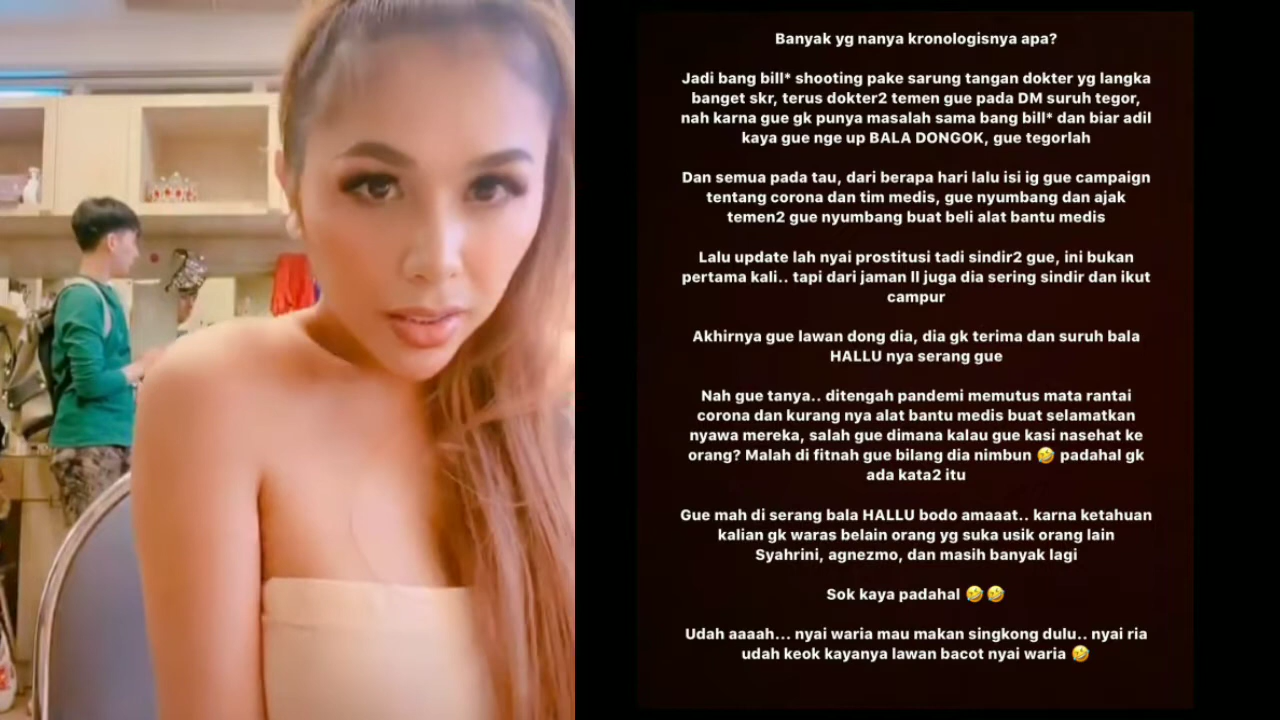 Banyak yg nanya kronologisnya apa?
Jadi bang bill* shooting pake sarung tangan dokter yg langka
banget skr, terus dokter2 temen gue pada DM suruh tegor,
nah karna gue gk punya masalah sama bang bill* dan biar adil
kaya gue nge up BALA DONGOK, gue tegorlah
Dan semua pada tau, dari berapa hari lalu isi ig gue campaign
tentang corona dan tim medis, gue nyumbang dan ajak
temen2 gue nyumbang buat beli alat bantu medis
Lalu update lah nyai prostitusi tadi sindir2 gue, ini bukan
pertama kali.. tapi dari jaman ll juga dia sering sindir dan ikut
campur
Akhirnya gue lawan dong dia, dia gk terima dan suruh bala
HALLU nya serang gue
Nah gue tanya.. ditengah pandemi memutus mata rantai
corona dan kurang nya alat bantu medis buat selamatkan
nyawa mereka, salah gue dimana kalau gue kasi nasehat ke
orang? Malah di fitnah gue bilang dia nimbun 🤣 padahal gk
ada kata2 itu
Gue mah di serang bala HALLU bodo amaaat.. karna ketahuan
kalian gk waras belain orang yg suka usik orang lain
Syahrini, agnezmo, dan masih banyak lagi
Sok kaya padahal 🤣🤣
Udah aaaah... nyai waria mau makan singkong dulu.. nyai ria
udah keok kayanya lawan bacot nyai waria 🤣